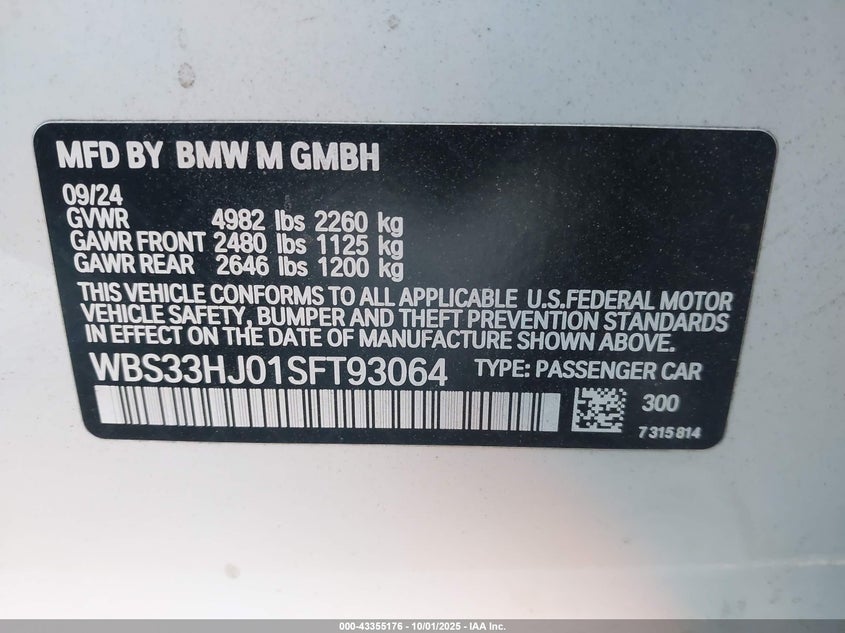 MFD BY BMW M GMBH
09/24
GVWR 4982 lbs 2260 kg
GAWR FRONT 2480 lbs 1125 kg
GAWR REAR 2646 lbs 1200 kg
THIS VEHICLE CONFORMS TO ALL APPLICABLE U.S.FEDERAL MOTOR
VEHICLE SAFETY, BUMPER AND THEFT PREVENTION STANDARDS
IN EFFECT ON THE DATE OF MANUFACTURE SHOWN ABOVE.
WBS33HJ01SFT93064 TYPE: PASSENGER CAR
300
7 315 814
000-43355176 - 10/01/2025 - IAA Inc.